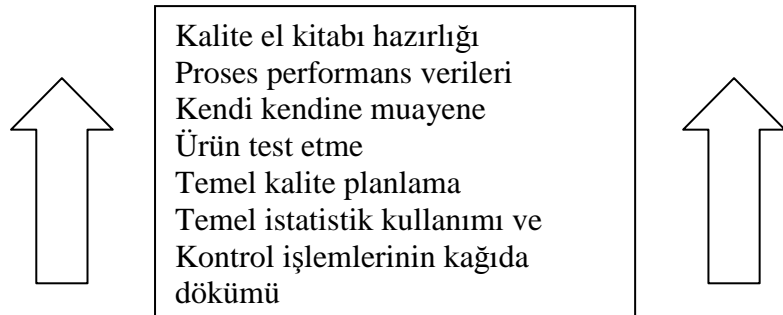 Kalite el kitabı hazırlığı
Proses performans verileri
Kendi kendine muayene
Ürün test etme
Temel kalite planlama
Temel istatistik kullanımı ve
Kontrol işlemlerinin kağıda
dökümü